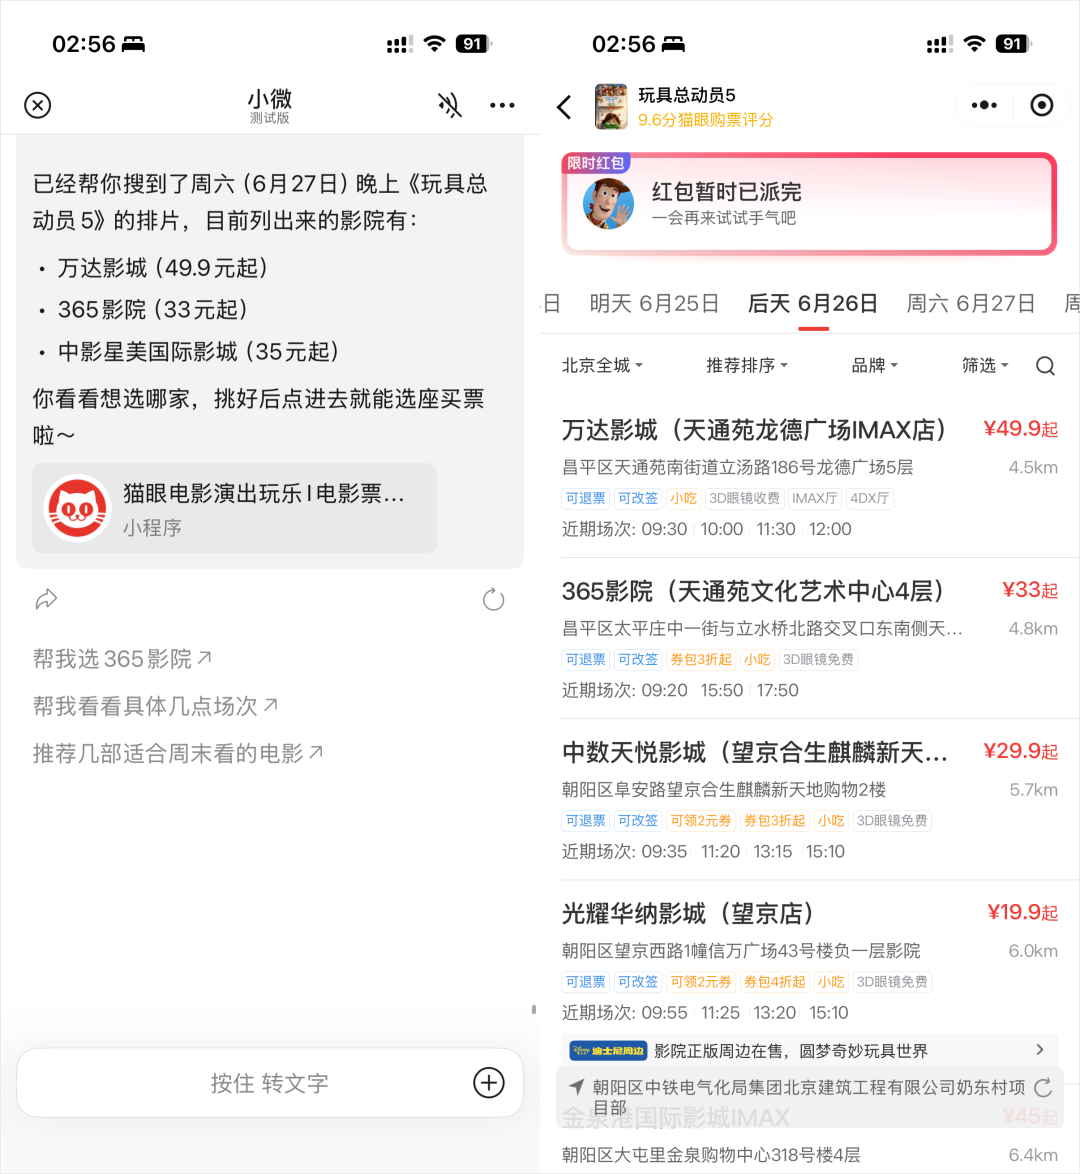 02:56
91
小微
测试版
已经帮你搜到了周六 (6月27日) 晚上《玩具总
动员 5》的排片，目前列出来的影院有：
· 万达影城 (49.9 元起)
· 365 影院 (33 元起)
· 中影星美国际影城 (35 元起)
你看看想选哪家，挑好后点进去就能选座买票
啦～
猫眼电影演出玩乐 | 电影票...
小程序
帮我选 365 影院
帮我看看具体几点场次
推荐几部适合周末看的电影
按住 转文字
02:56
91
玩具总动员5
9.6分猫眼购票评分
限时红包
红包暂时已派完
一会再来试试手气吧
日 明天 6月25日 后天 6月26日 周六 6月27日 周
北京全城 推荐排序 品牌 筛选
万达影城（天通苑龙德广场IMAX店） ¥49.9起
昌平区天通苑南街道立汤路186号龙德广场5层 4.5km
可退票 可改签 小吃 3D眼镜收费 IMAX厅 4DX厅
近期场次: 09:30 10:00 11:30 12:00
365影院（天通苑文化艺术中心4层） ¥33起
昌平区太平庄中一街与立水桥北路交叉口东南侧天... 4.8km
可退票 可改签 券包3折起 小吃 3D眼镜免费
近期场次: 09:20 15:50 17:50
中数天悦影城（望京合生麒麟新天... ¥29.9起
朝阳区阜安路望京合生麒麟新天地购物2楼 5.7km
可退票 可改签 可领2元券 券包3折起 小吃 3D眼镜免费
近期场次: 09:35 11:20 13:15 15:10
光耀华纳影城（望京店） ¥19.9起
朝阳区望京西路1幢信万广场43号楼负一层影院 6.0km
可退票 可改签 可领2元券 券包4折起 小吃 3D眼镜免费
近期场次: 09:55 11:25 13:20 15:10
Disney 迪士尼周边 影院正版周边在售，圆梦奇妙玩具世界
朝阳区中铁电气化局集团北京建筑工程有限公司奶东村项
目部
金泉港国际影城IMAX ¥45起
朝阳区大屯里金泉购物中心318号楼4层 6.4km